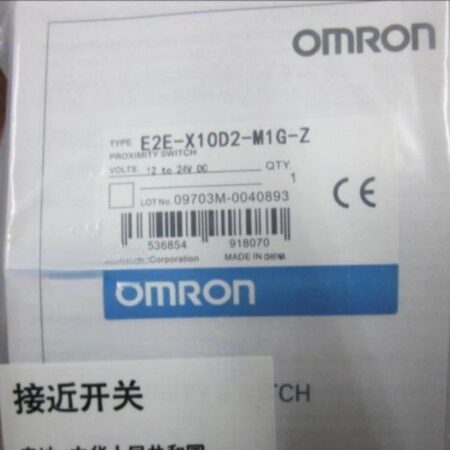 OMRON
TYPE E2E-X10D2-M1G-Z
PROXIMITY SWITCH
VOLTS 12 to 24V DC QTY
1
LOT No. 09703M-0040893
536854 918070
Corporation MADE IN CHINA
CE
OMRON
接近开关